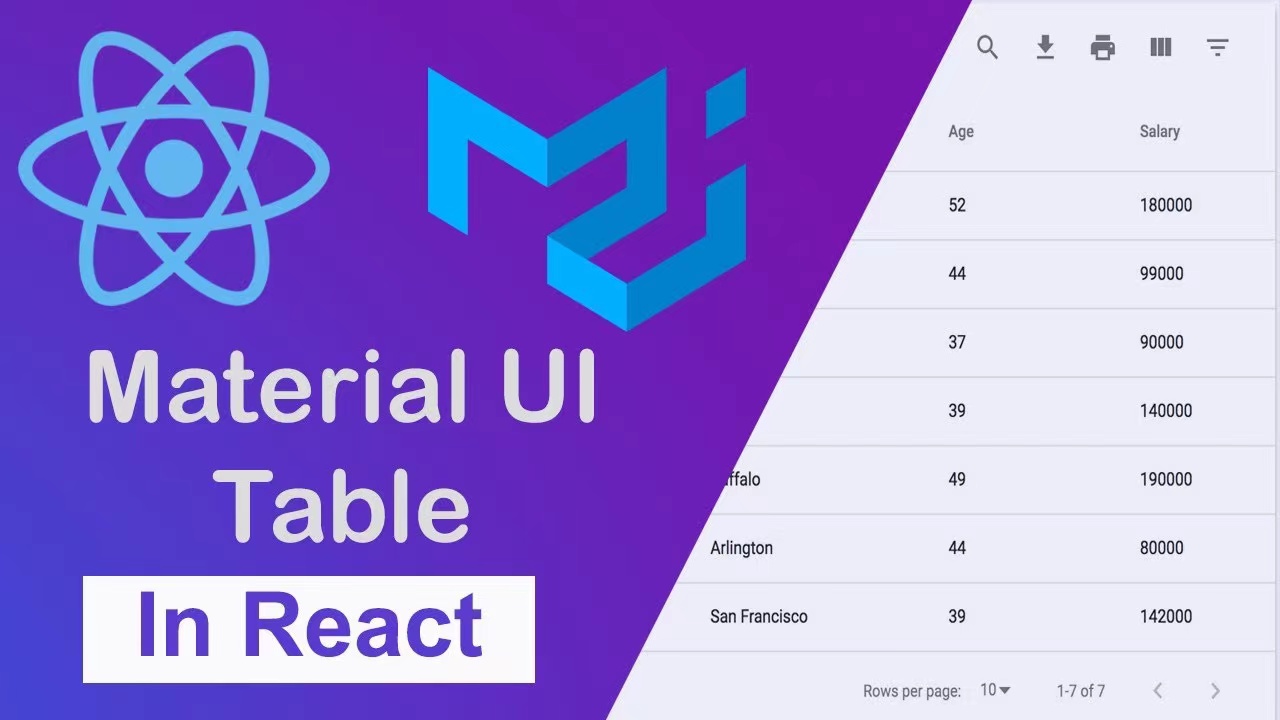 Material UI
Table
In React
Age Salary
52 180000
44 99000
37 90000
39 140000
ffalo 49 190000
Arlington 44 80000
San Francisco 39 142000
Rows per page: 10 1-7 of 7